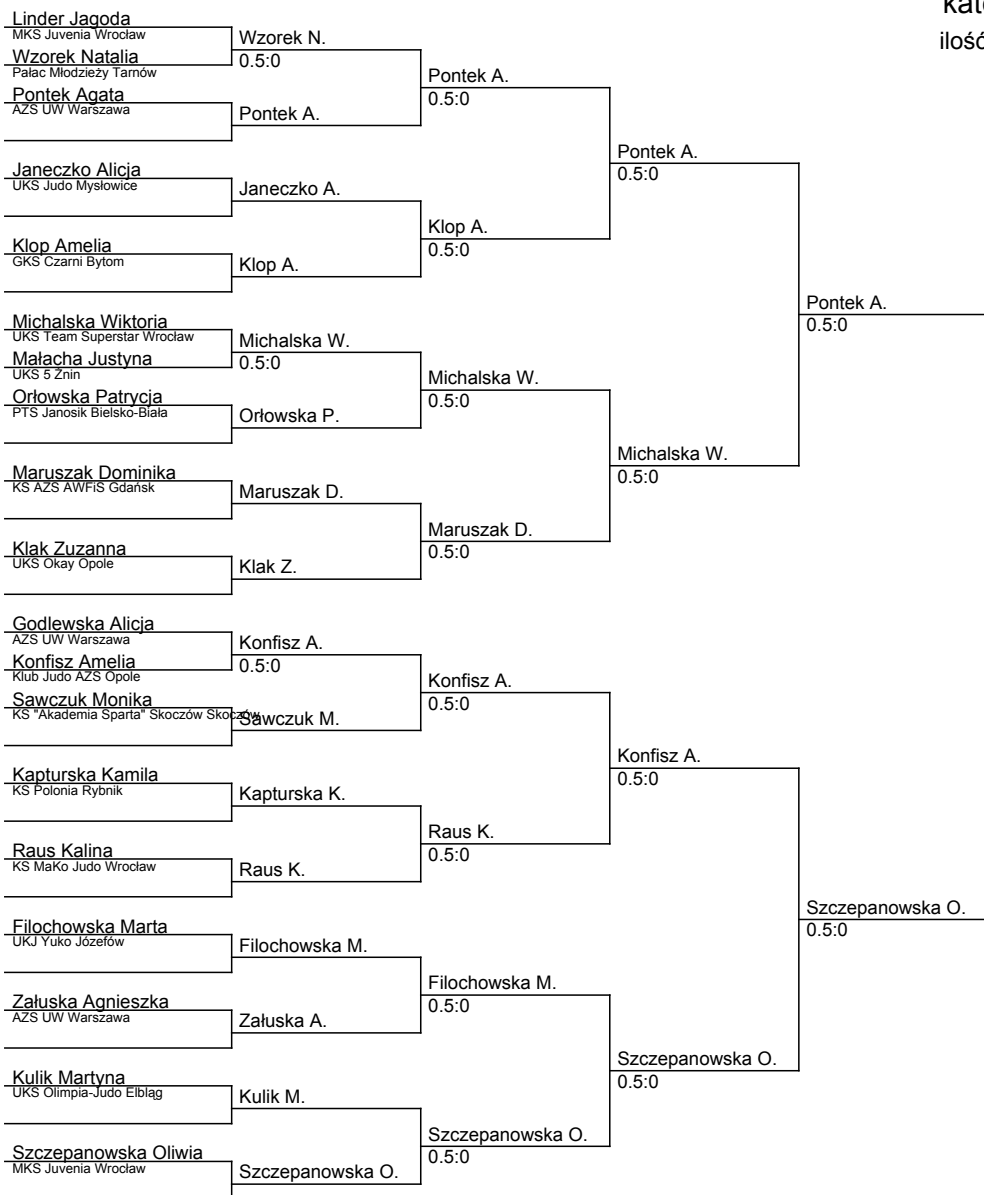 kat
ilość
Linder Jagoda
MKS Juvenia Wrocław
Wzorek Natalia
Pałac Młodzieży Tarnów
Pontek Agata
AZS UW Warszawa
Janeczko Alicja
UKS Judo Mysłowice
Klop Amelia
GKS Czarni Bytom
Michalska Wiktoria
UKS Team Superstar Wrocław
Małacha Justyna
UKS 5 Żnin
Orłowska Patrycja
PTS Janosik Bielsko-Biała
Maruszak Dominika
KS AZS AWFiS Gdańsk
Klak Zuzanna
UKS Okay Opole
Godlewska Alicja
AZS UW Warszawa
Konfisz Amelia
Klub Judo AZS Opole
Sawczuk Monika
KS "Akademia Sparta" Skoczów Skoczów
Kapturska Kamila
KS Polonia Rybnik
Raus Kalina
KS MaKo Judo Wrocław
Filochowska Marta
UKJ Yuko Józefów
Załuska Agnieszka
AZS UW Warszawa
Kulik Martyna
UKS Olimpia-Judo Elbląg
Szczepanowska Oliwia
MKS Juvenia Wrocław
Wzorek N.
0.5:0
Pontek A.
Janeczko A.
Klop A.
Michalska W.
0.5:0
Orłowska P.
Maruszak D.
Klak Z.
Konfisz A.
0.5:0
Sawczuk M.
Kapturska K.
Raus K.
Filochowska M.
Załuska A.
Kulik M.
Szczepanowska O.
Pontek A.
0.5:0
Klop A.
0.5:0
Michalska W.
0.5:0
Maruszak D.
0.5:0
Konfisz A.
0.5:0
Raus K.
0.5:0
Filochowska M.
0.5:0
Szczepanowska O.
0.5:0
Pontek A.
0.5:0
Michalska W.
0.5:0
Konfisz A.
0.5:0
Szczepanowska O.
0.5:0
Pontek A.
0.5:0
Szczepanowska O.
0.5:0